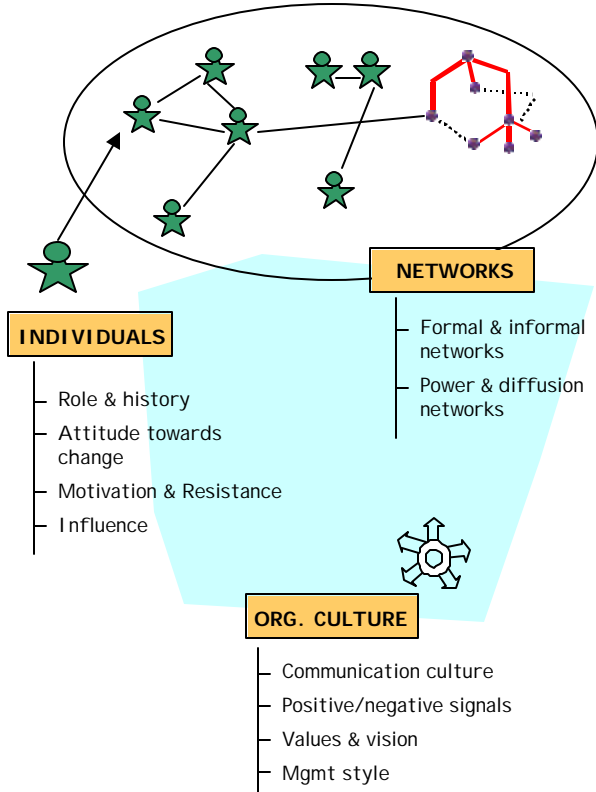 NETWORKS
Formal & informal
networks
Power & diffusion
networks
INDIVIDUALS
Role & history
Attitude towards
change
Motivation & Resistance
Influence
ORG. CULTURE
Communication culture
Positive/negative signals
Values & vision
Mgmt style